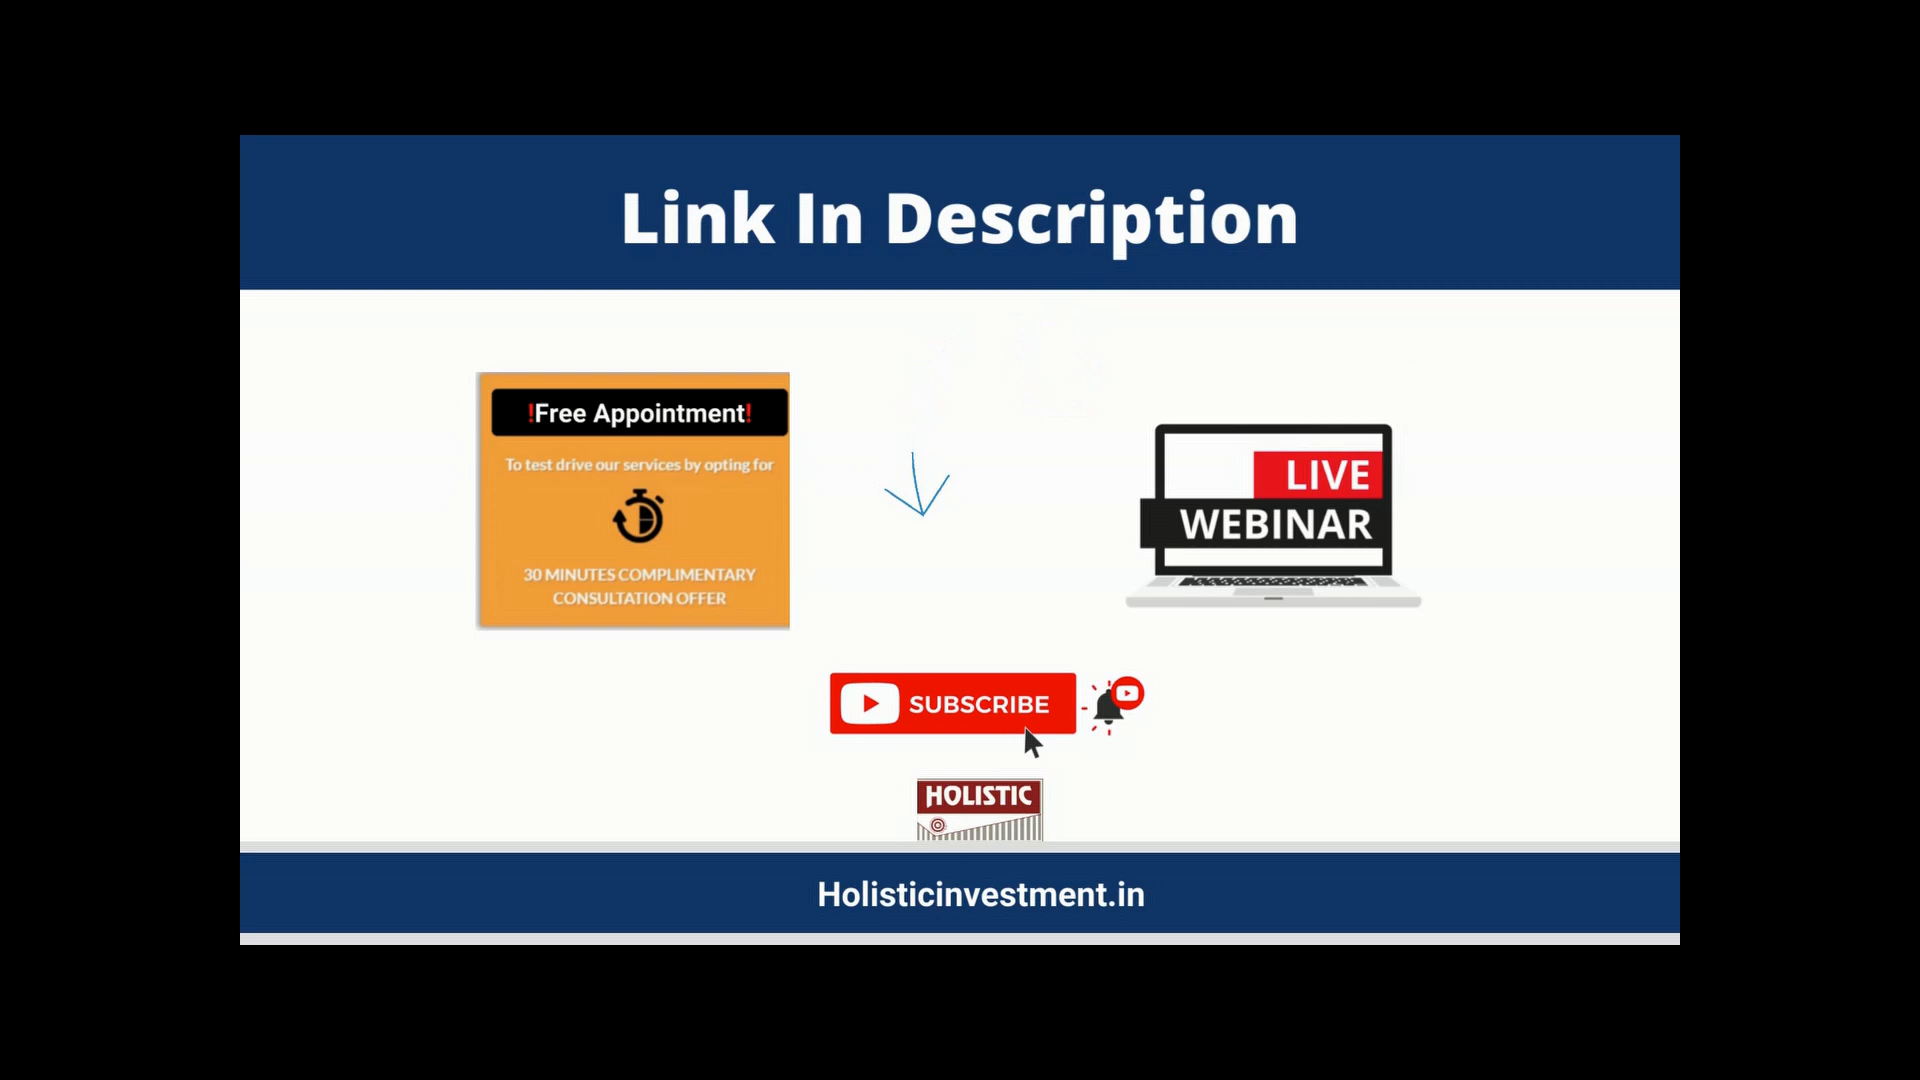 Link In Description
!Free Appointment!
To test drive our services by opting for
30 MINUTES COMPLIMENTARY
CONSULTATION OFFER
LIVE
WEBINAR
SUBSCRIBE
HOLISTIC
Holisticinvestment.in